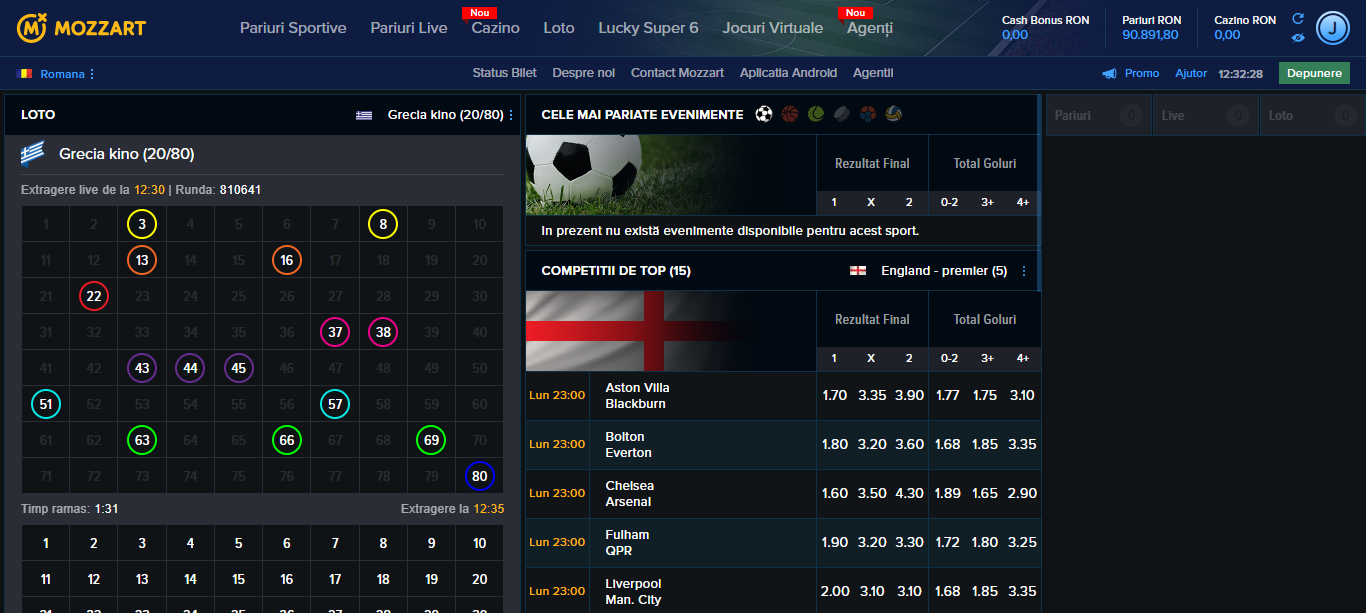 MOZZART
Pariuri Sportive
Pariuri Live
Nou
Cazino
Loto
Lucky Super 6
Jocuri Virtuale
Nou
Agenți
Cash Bonus RON
0,00
Pariuri RON
90.891,80
Cazino RON
0,00
J
Romana
Status Bilet
Despre noi
Contact Mozzart
Aplicatia Android
Agentii
Promo
Ajutor
12:32:28
Depunere
LOTO
Grecia kino (20/80)
Grecia kino (20/80)
Extragere live de la 12:30 | Runda: 810641
1 2 3 4 5 6 7 8 9 10
11 12 13 14 15 16 17 18 19 20
21 22 23 24 25 26 27 28 29 30
31 32 33 34 35 36 37 38 39 40
41 42 43 44 45 46 47 48 49 50
51 52 53 54 55 56 57 58 59 60
61 62 63 64 65 66 67 68 69 70
71 72 73 74 75 76 77 78 79 80
Timp ramas: 1:31
Extragere la 12:35
1 2 3 4 5 6 7 8 9 10
11 12 13 14 15 16 17 18 19 20
21 22 23 24 25 26 27 28 29 30
CELE MAI PARIATE EVENIMENTE
Rezultat Final
Total Goluri
1 X 2 0-2 3+ 4+
In prezent nu există evenimente disponibile pentru acest sport.
COMPETITII DE TOP (15)
England - premier (5)
Rezultat Final
Total Goluri
1 X 2 0-2 3+ 4+
Lun 23:00
Aston Villa
Blackburn
1.70 3.35 3.90 1.77 1.75 3.10
Lun 23:00
Bolton
Everton
1.80 3.20 3.60 1.68 1.85 3.35
Lun 23:00
Chelsea
Arsenal
1.60 3.50 4.30 1.89 1.65 2.90
Lun 23:00
Fulham
QPR
1.90 3.20 3.30 1.72 1.80 3.25
Lun 23:00
Liverpool
Man. City
2.00 3.10 3.10 1.68 1.85 3.35
Pariuri 0
Live 0
Loto 0